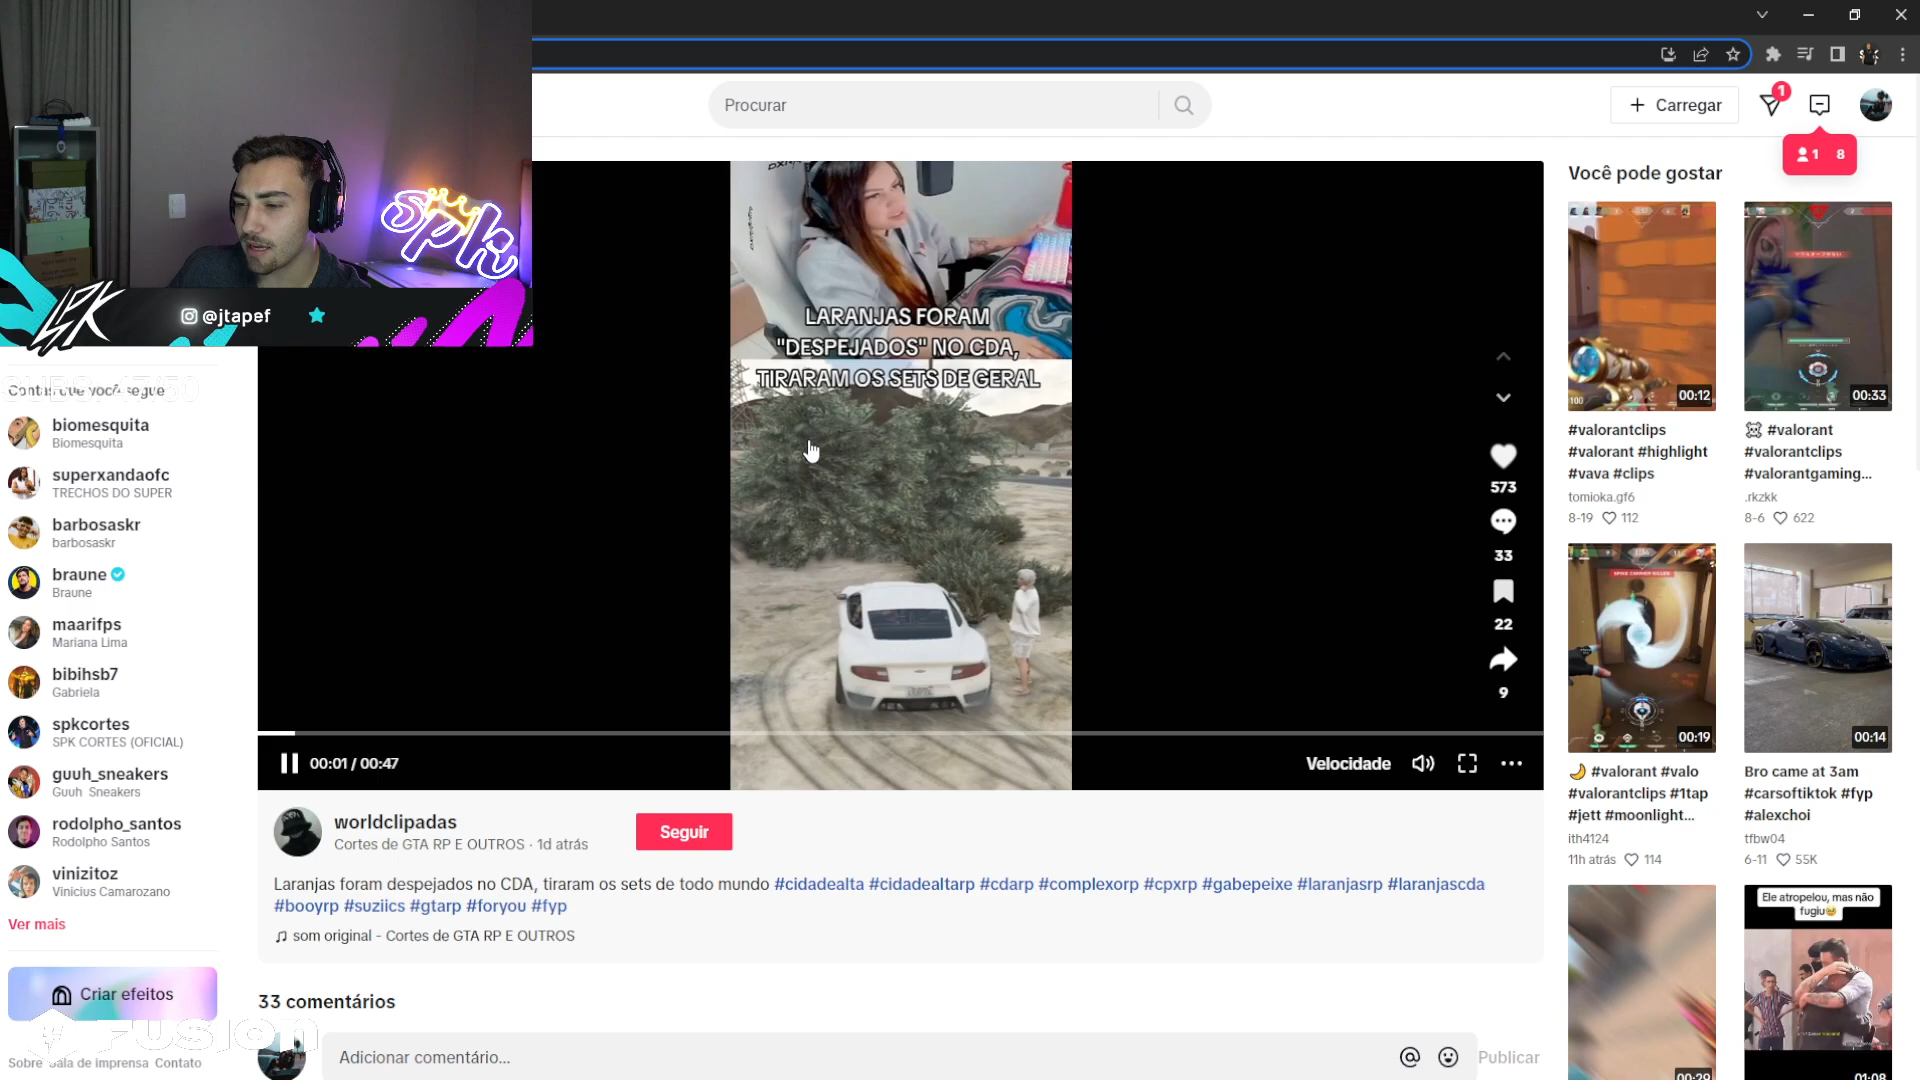 spk
@jtapef
Procurar
Carregar
1
1 8
LARANJAS FORAM
"DESPEJADOS" NO CDA,
TIRARAM OS SETS DE GERAL
573
33
22
9
00:01 / 00:47
Velocidade
Contas que você segue
biomesquita
Biomesquita
superxandaofc
TRECHOS DO SUPER
barbosaskr
barbosaskr
braune
Braune
maarifps
Mariana Lima
bibihsb7
Gabriela
spkcortes
SPK CORTES (OFICIAL)
guuh_sneakers
Guuh Sneakers
rodolpho_santos
Rodolpho Santos
vinizitoz
Vinicius Camarozano
Ver mais
Criar efeitos
Fusion
Sobre Sala de imprensa Contato
worldclipadas
Cortes de GTA RP E OUTROS · 1d atrás
Seguir
Laranjas foram despejados no CDA, tiraram os sets de todo mundo #cidadealta #cidadealtarp #cdarp #complexorp #cpxrp #gabepeixe #laranjasrp #laranjascda
#booyrp #suziics #gtarp #foryou #fyp
som original - Cortes de GTA RP E OUTROS
33 comentários
Adicionar comentário...
Publicar
Você pode gostar
100
00:12
#valorantclips
#valorant #highlight
#vava #clips
tomioka.gf6
8-19 112
00:33
#valorant
#valorantclips
#valorantgaming...
.rkzkk
8-6 622
00:19
#valorant #valo
#valorantclips #1tap
#jett #moonlight...
ith4124
11h atrás 114
00:14
Bro came at 3am
#carsoftiktok #fyp
#alexchoi
tfbw04
6-11 55K
00:29
Ele atropelou, mas não
fugiu🥹
01:08